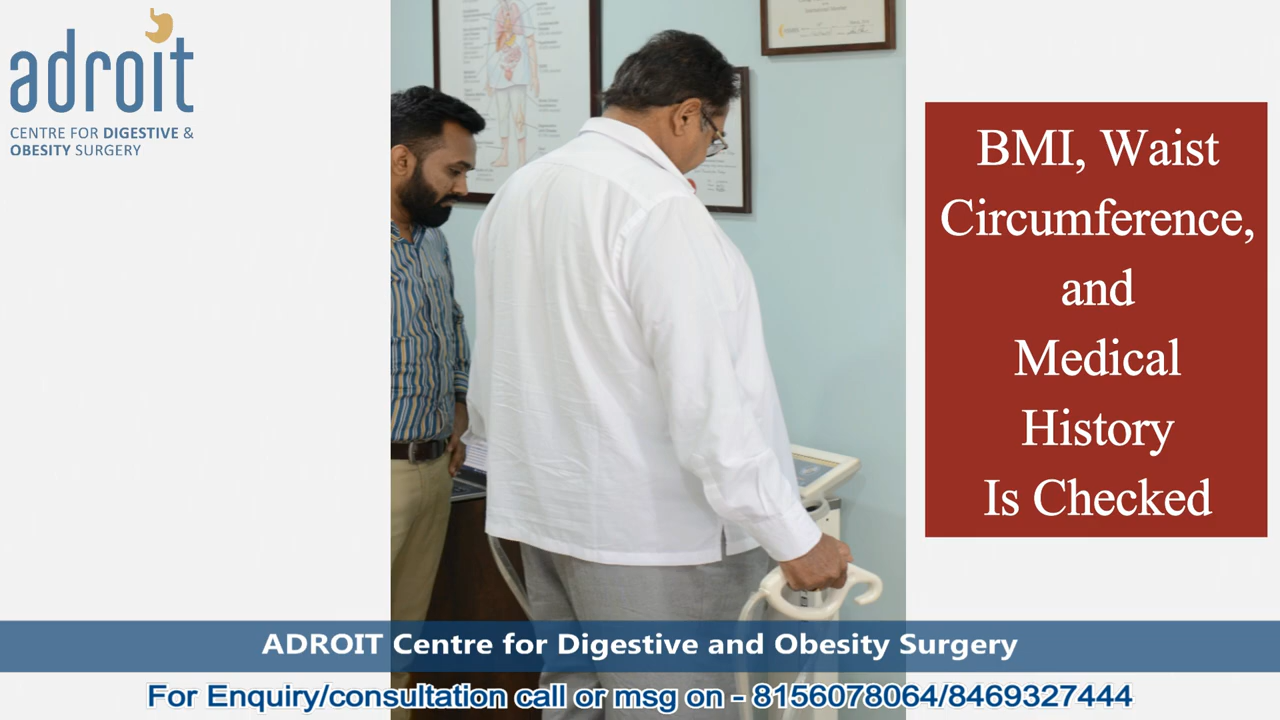 adroit
CENTRE FOR DIGESTIVE &
OBESITY SURGERY
BMI, Waist
Circumference,
and
Medical
History
Is Checked
ADROIT Centre for Digestive and Obesity Surgery
For Enquiry/consultation call or msg on - 8156078064/8469327444